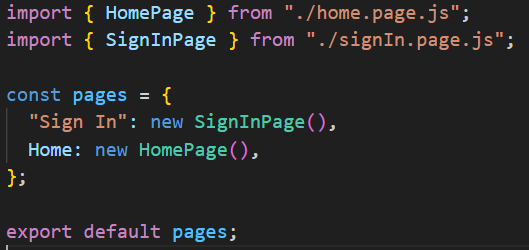 import { HomePage } from "./home.page.js";
import { SignInPage } from "./signIn.page.js";
const pages = {
"Sign In": new SignInPage(),
Home: new HomePage(),
};
export default pages;